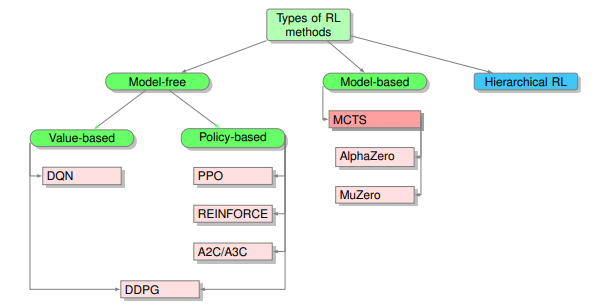 Types of RL
methods
Model-free
Model-based
Hierarchical RL
MCTS
Value-based
Policy-based
AlphaZero
DQN
PPO
MuZero
REINFORCE
A2C/A3C
DDPG